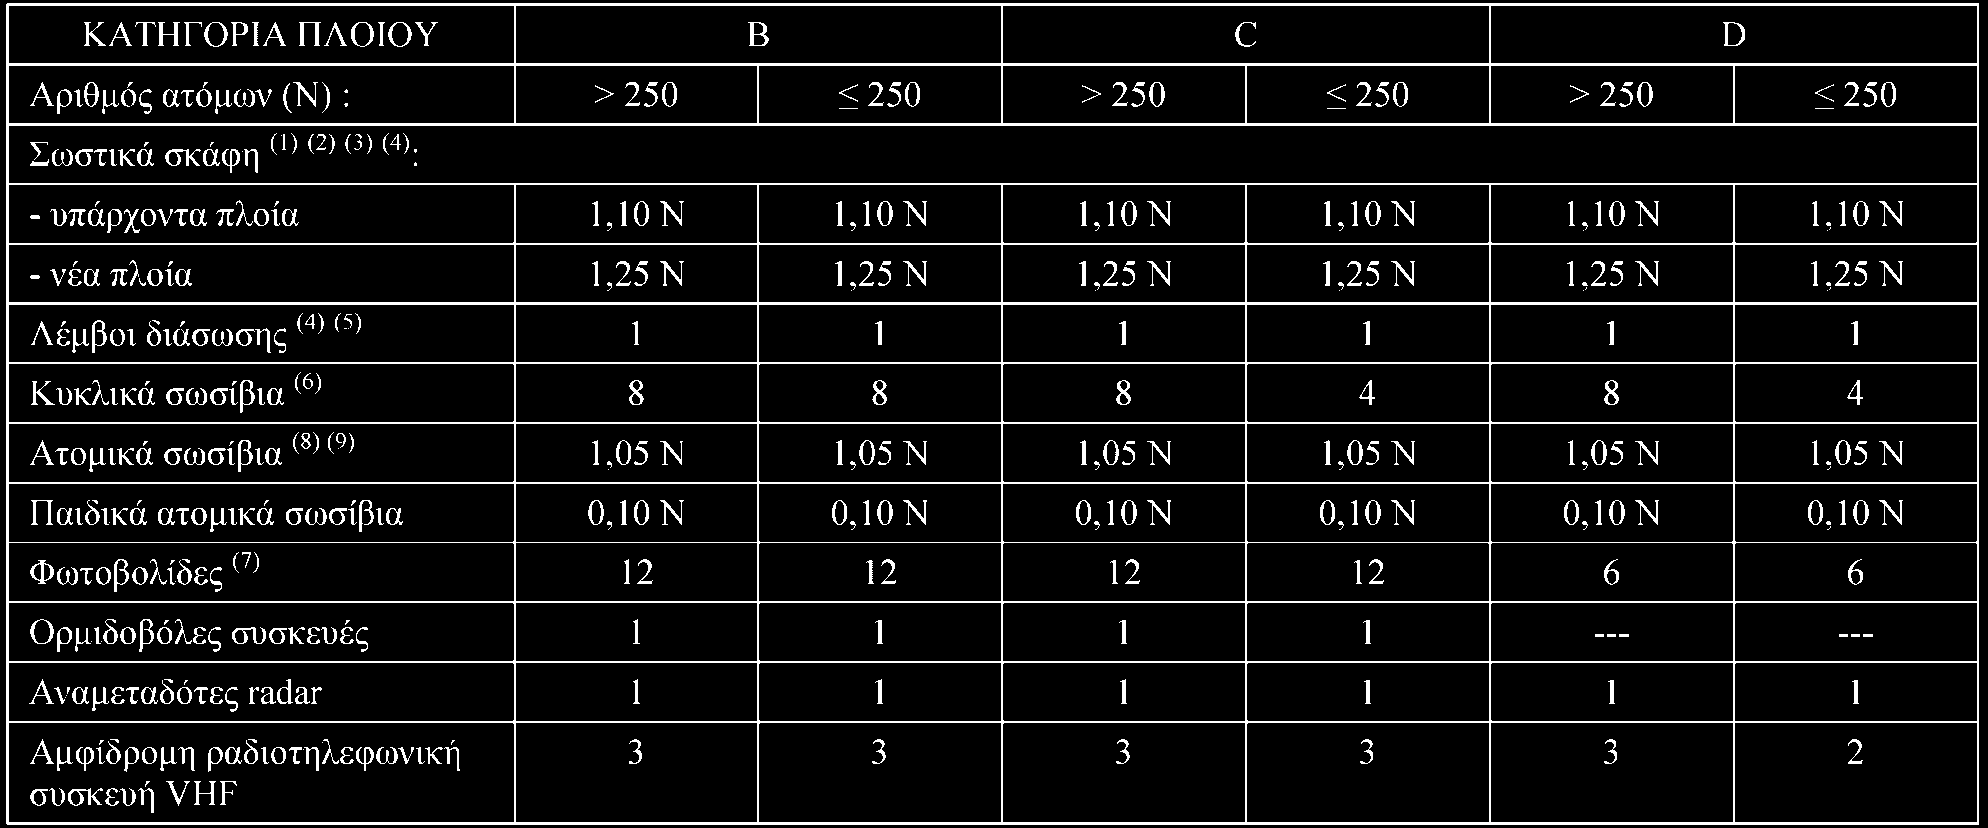 ΚΑΤΗΓΟΡΙΑ ΠΛΟΙΟΥ B C D
Αριθμός ατόμων (N) : > 250 ≤ 250 > 250 ≤ 250 > 250 ≤ 250
Σωστικά σκάφη (1) (2) (3) (4):
- υπάρχοντα πλοία 1,10 N 1,10 N 1,10 N 1,10 N 1,10 N 1,10 N
- νέα πλοία 1,25 N 1,25 N 1,25 N 1,25 N 1,25 N 1,25 N
Λέμβοι διάσωσης (4) (5) 1 1 1 1 1 1
Κυκλικά σωσίβια (6) 8 8 8 4 8 4
Ατομικά σωσίβια (8) (9) 1,05 N 1,05 N 1,05 N 1,05 N 1,05 N 1,05 N
Παιδικά ατομικά σωσίβια 0,10 N 0,10 N 0,10 N 0,10 N 0,10 N 0,10 N
Φωτοβολίδες (7) 12 12 12 12 6 6
Ορμιδοβόλες συσκευές 1 1 1 1 --- ---
Αναμεταδότες radar 1 1 1 1 1 1
Αμφίδρομη ραδιοτηλεφωνική 3 3 3 3 3 2
συσκευή VHF